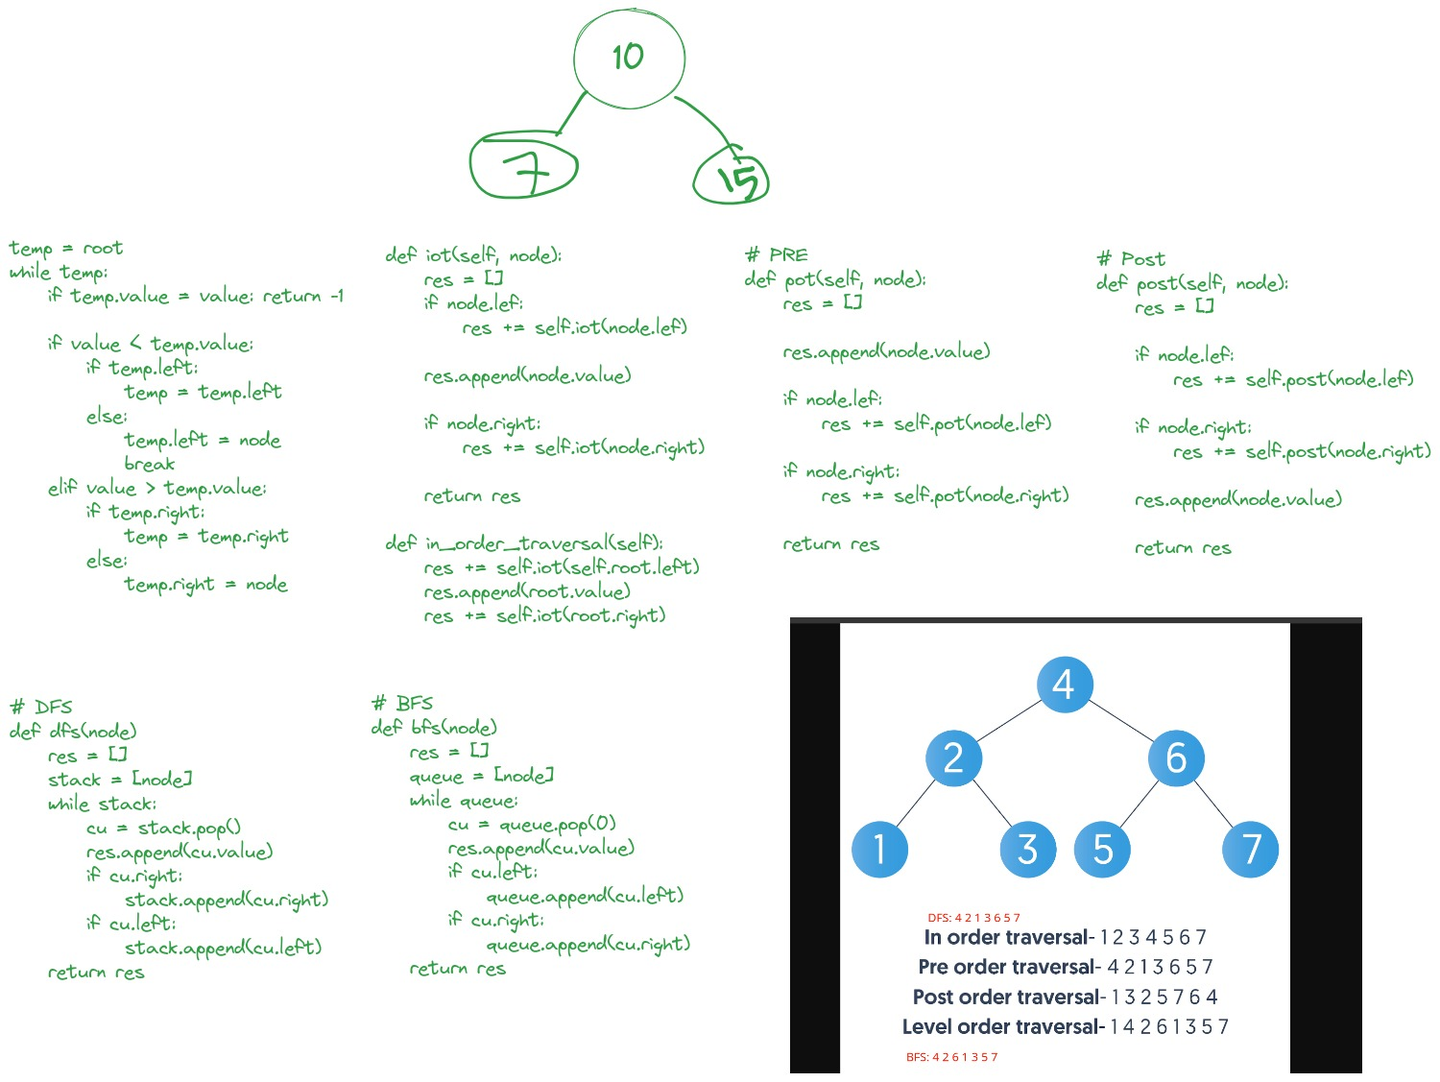 10
7
15
temp = root
while temp:
if temp.value = value: return -1
if value < temp.value:
if temp.left:
temp = temp.left
else:
temp.left = node
break
elif value > temp.value:
if temp.right:
temp = temp.right
else:
temp.right = node
def iot(self, node):
res = []
if node.lef:
res += self.iot(node.lef)
res.append(node.value)
if node.right:
res += self.iot(node.right)
return res
def in_order_traversal(self):
res += self.iot(self.root.left)
res.append(root.value)
res += self.iot(root.right)
# PRE
def pot(self, node):
res = []
res.append(node.value)
if node.lef:
res += self.pot(node.lef)
if node.right:
res += self.pot(node.right)
return res
# Post
def post(self, node):
res = []
if node.lef:
res += self.post(node.lef)
if node.right:
res += self.post(node.right)
res.append(node.value)
return res
# DFS
def dfs(node)
res = []
stack = [node]
while stack:
cu = stack.pop()
res.append(cu.value)
if cu.right:
stack.append(cu.right)
if cu.left:
stack.append(cu.left)
return res
# BFS
def bfs(node)
res = []
queue = [node]
while queue:
cu = queue.pop(0)
res.append(cu.value)
if cu.left:
queue.append(cu.left)
if cu.right:
queue.append(cu.right)
return res
4
2 6
1 3 5 7
DFS: 4 2 1 3 6 5 7
In order traversal- 1 2 3 4 5 6 7
Pre order traversal- 4 2 1 3 6 5 7
Post order traversal- 1 3 2 5 7 6 4
Level order traversal- 1 4 2 6 1 3 5 7
BFS: 4 2 6 1 3 5 7